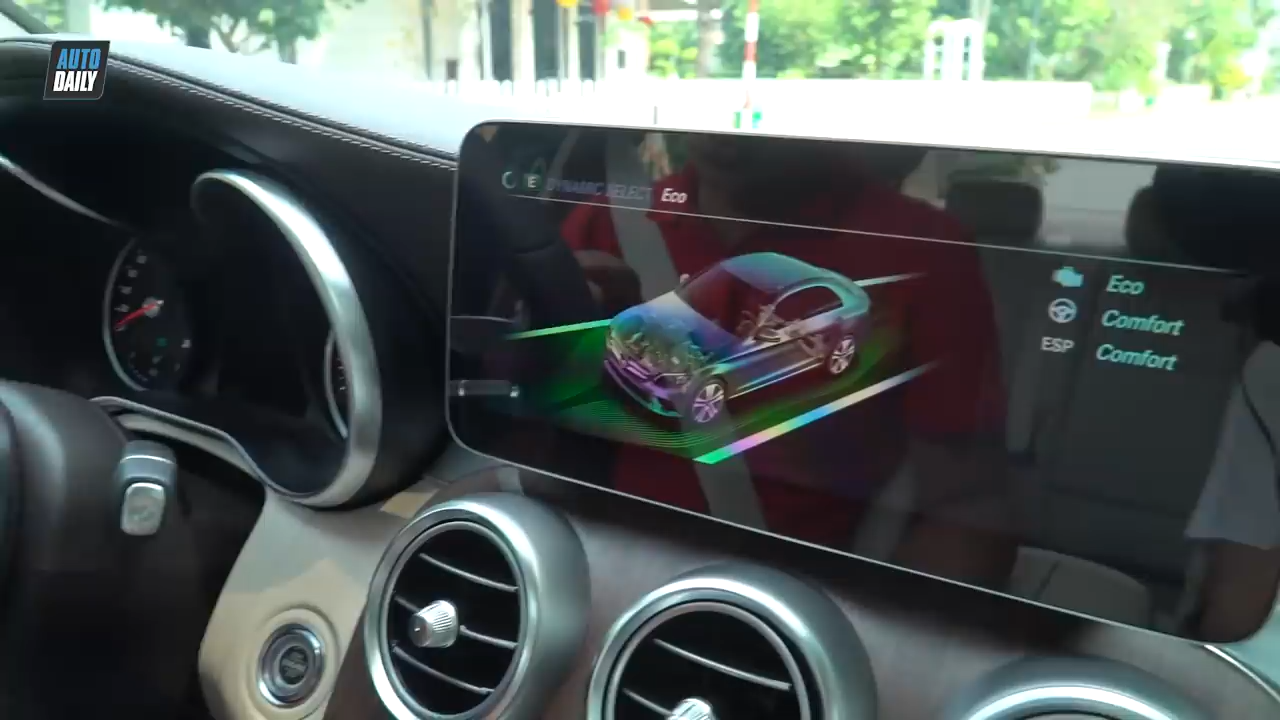 AUTO
DAILY
E DYNAMIC SELECT Eco
Eco
Comfort
ESP Comfort